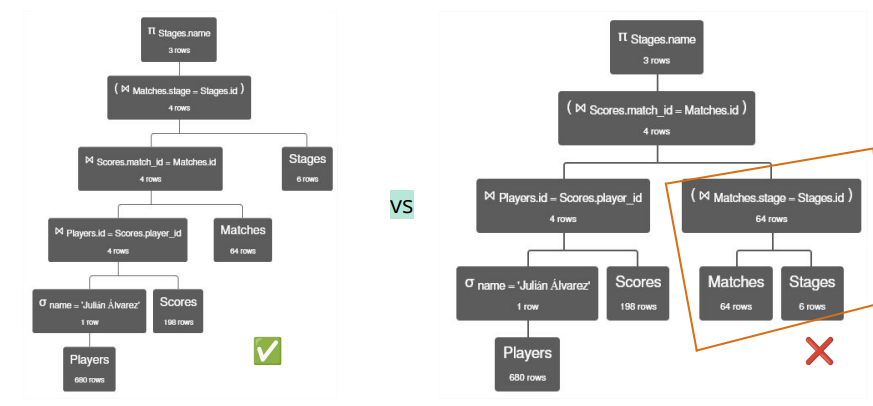 π Stages.name
3 rows
( ⋈ Matches.stage = Stages.id )
4 rows
⋈ Scores.match_id = Matches.id
4 rows
Stages
6 rows
⋈ Players.id = Scores.player_id
4 rows
Matches
64 rows
σ name = 'Julián Álvarez'
1 row
Scores
198 rows
Players
680 rows
vs
π Stages.name
3 rows
( ⋈ Scores.match_id = Matches.id )
4 rows
⋈ Players.id = Scores.player_id
4 rows
( ⋈ Matches.stage = Stages.id )
64 rows
σ name = 'Julián Álvarez'
1 row
Scores
198 rows
Matches
64 rows
Stages
6 rows
Players
680 rows